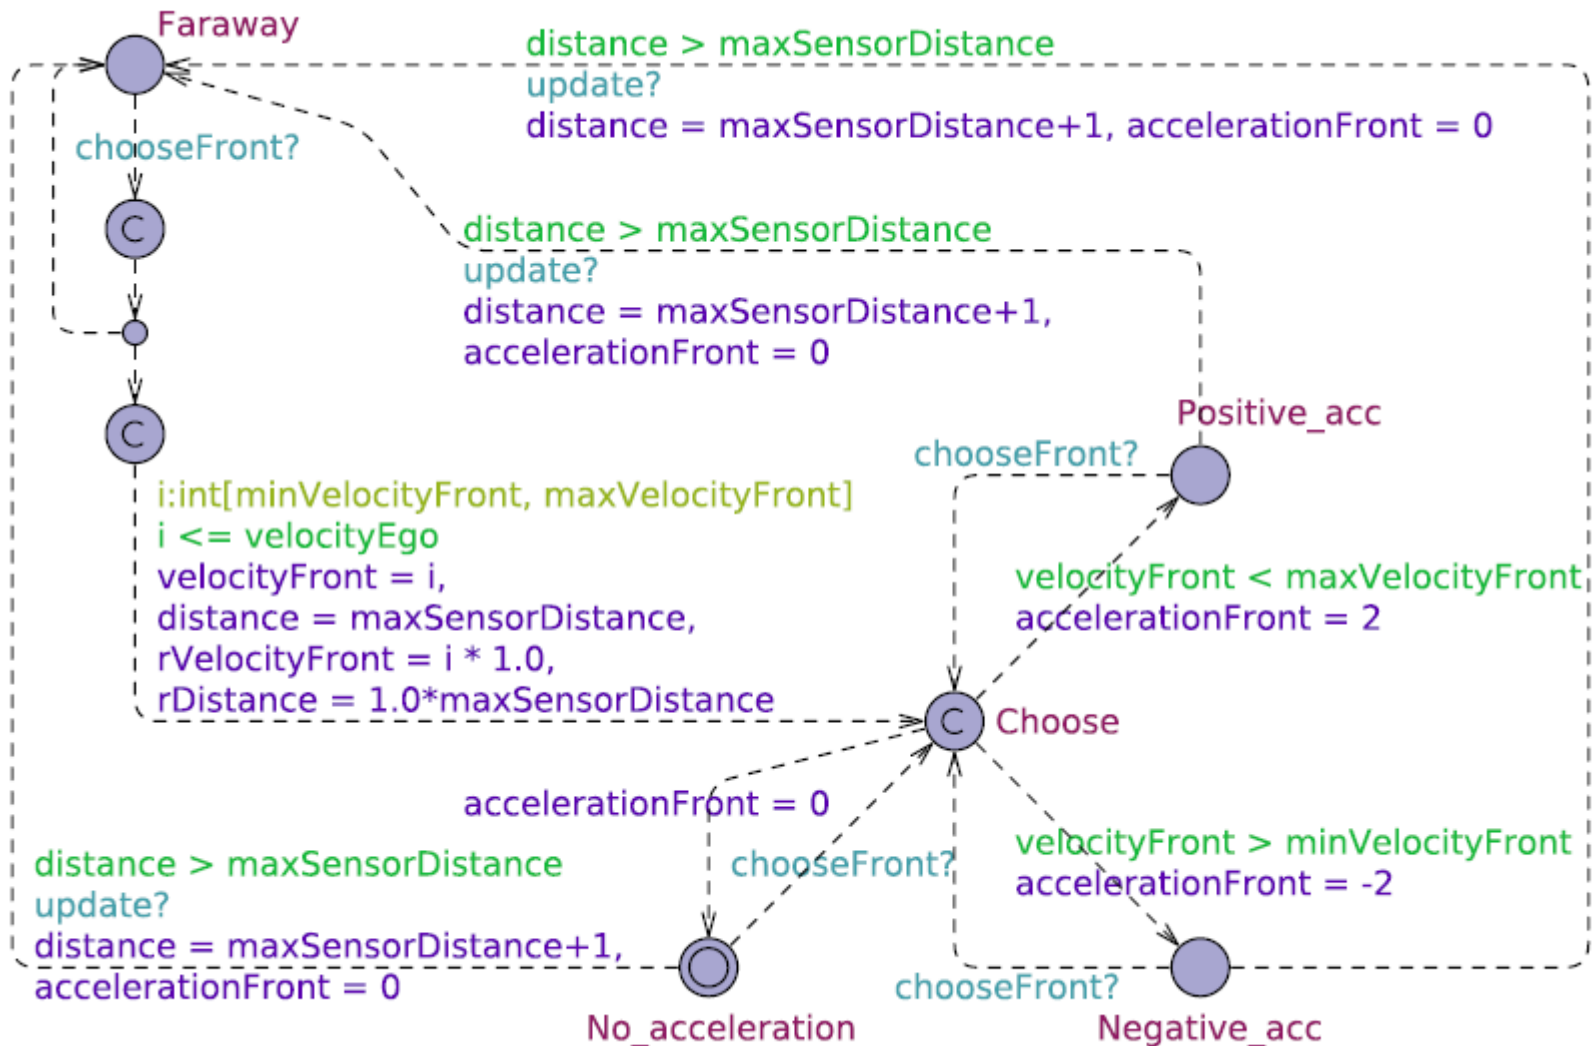 Faraway
distance > maxSensorDistance
update?
distance = maxSensorDistance+1, accelerationFront = 0
chooseFront?
C
distance > maxSensorDistance
update?
distance = maxSensorDistance+1,
accelerationFront = 0
C
Positive_acc
chooseFront?
i:int[minVelocityFront, maxVelocityFront]
i <= velocityEgo
velocityFront = i,
distance = maxSensorDistance,
rVelocityFront = i * 1.0,
rDistance = 1.0*maxSensorDistance
velocityFront < maxVelocityFront
accelerationFront = 2
C
Choose
accelerationFront = 0
chooseFront?
velocityFront > minVelocityFront
accelerationFront = -2
distance > maxSensorDistance
update?
distance = maxSensorDistance+1,
accelerationFront = 0
chooseFront?
No_acceleration
Negative_acc